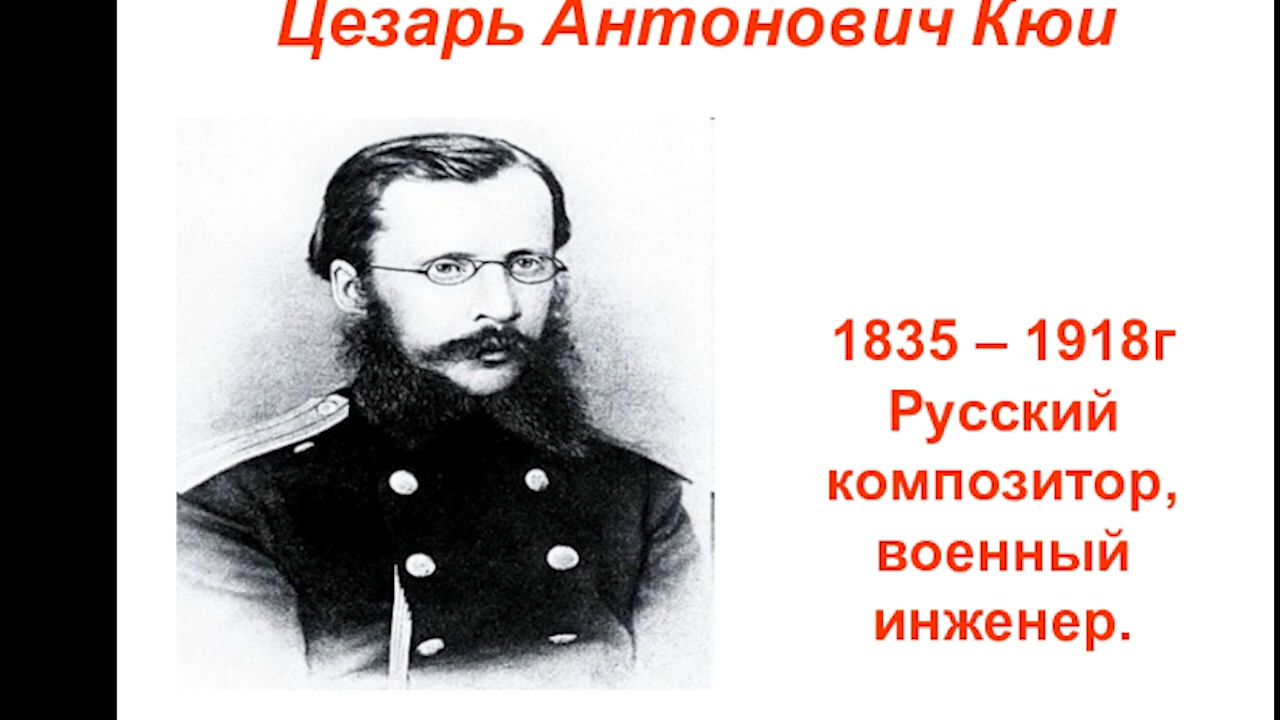 Цезарь Антонович Кюи
1835 – 1918г
Русский
композитор,
военный
инженер.